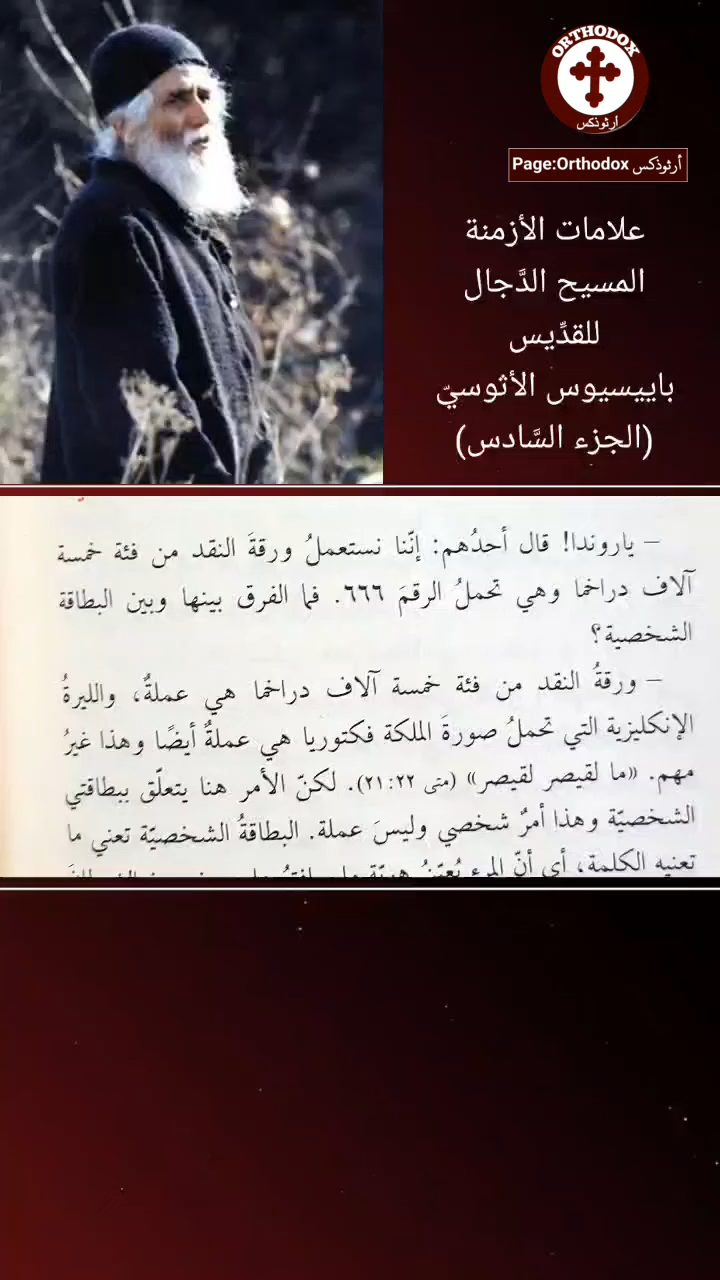 ORTHODOX
أرثوذكس
Page:Orthodox أرثوذكس
علامات الأزمنة
المسيح الدَّجال
للقدِّيس
باييسيوس الأثوسيّ
(الجزء السَّادس)
– ياروندا! قال أحدُهم: إنّنا نستعملُ ورقةَ النقد من فئة خمسة
آلاف دراخما وهي تحملُ الرقمَ ٦٦٦. فما الفرق بينها وبين البطاقة
الشخصية؟
– ورقةُ النقد من فئة خمسة آلاف دراخما هي عملةٌ، والليرةُ
الإنكليزية التي تحملُ صورةَ الملكة فكتوريا هي عملةٌ أيضًا وهذا غيرُ
مهم. «ما لقيصر لقيصر» (متى ٢١:٢٢). لكنّ الأمر هنا يتعلّق ببطاقتي
الشخصيّة وهذا أمرٌ شخصي وليسَ عملة. البطاقةُ الشخصيّة تعني ما
تعنيه الكلمة، أي أنّ المرء